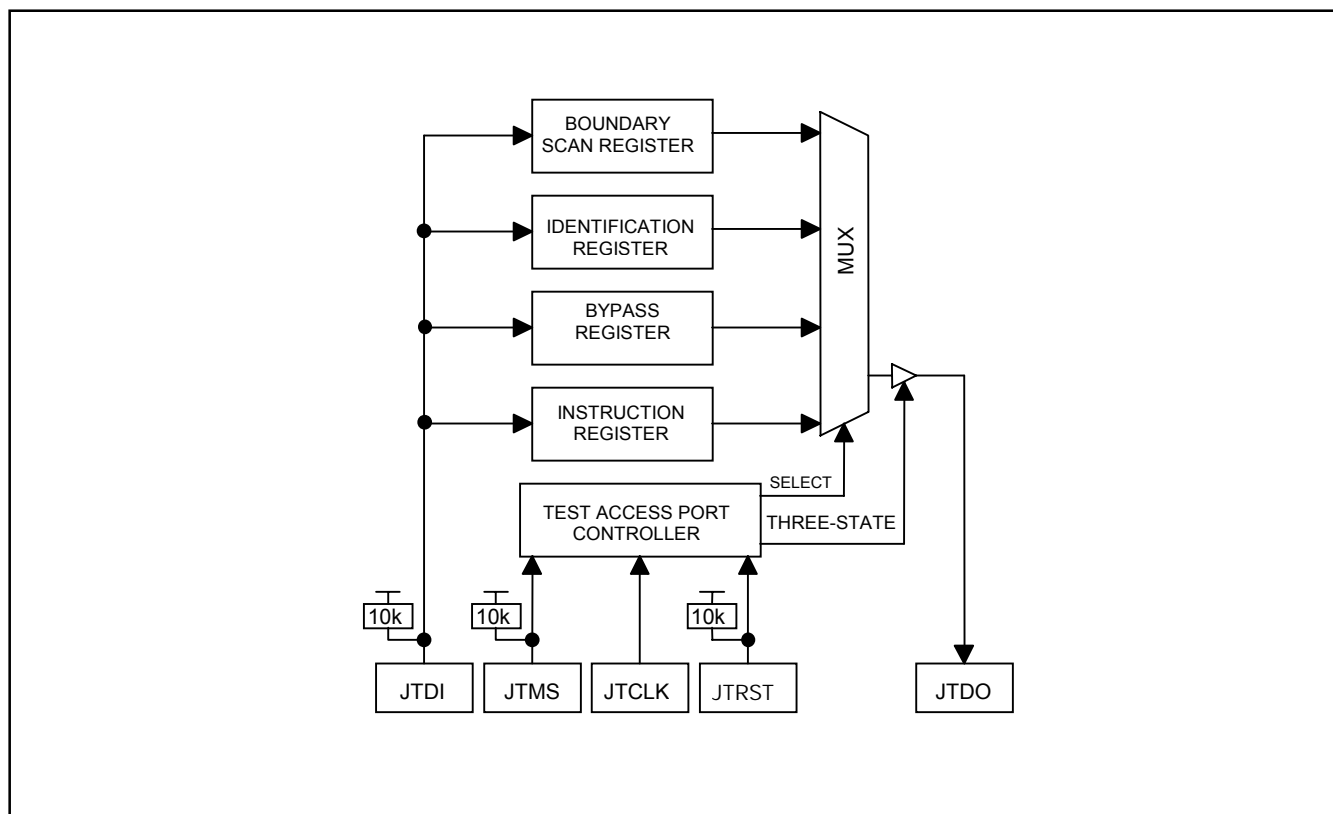 BOUNDARY
SCAN REGISTER
IDENTIFICATION
REGISTER
BYPASS
REGISTER
INSTRUCTION
REGISTER
MUX
SELECT
TEST ACCESS PORT
CONTROLLER
THREE-STATE
10k
10k
10k
JTDI
JTMS
JTCLK
JTRST
JTDO